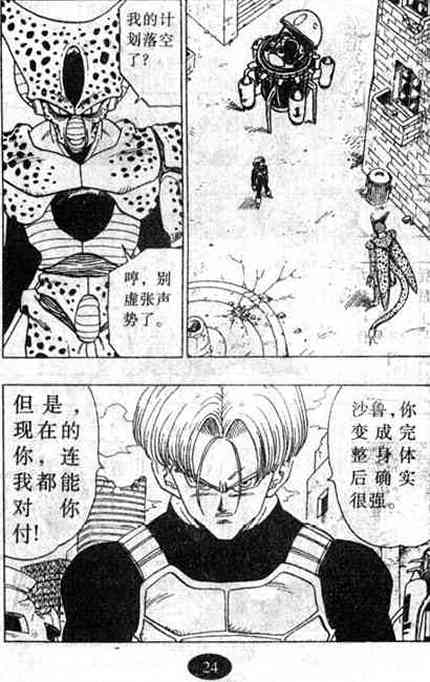 我的计
划落空
了？
哼，别
虚张声
势了。
沙鲁，你
变成完
整身体
后确实
很强。
但是，
现在的
你，连
我都能
对 你
付！
24